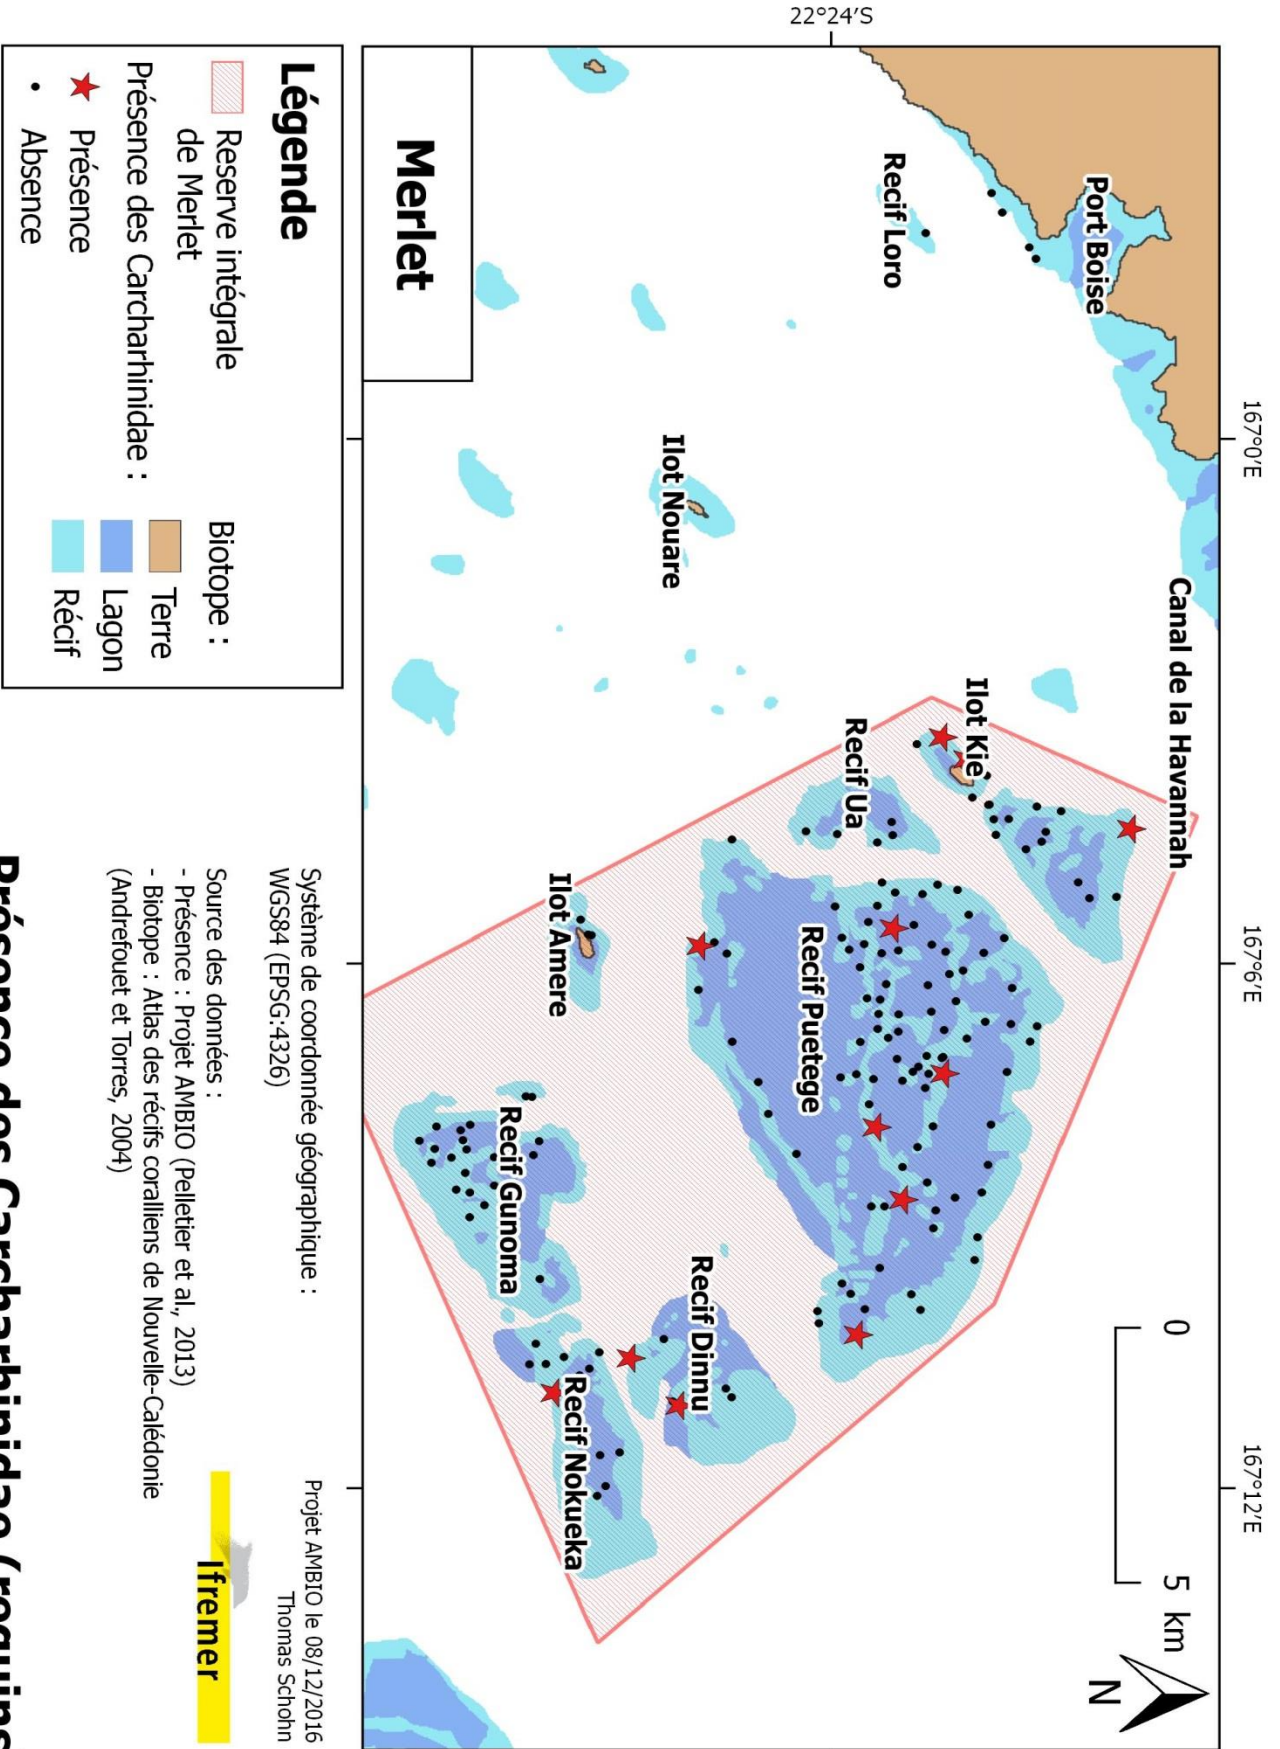 167°0'E
167°6'E
167°12'E
22°24'S
Port Boise
Canal de la Havannah
Recif Loro
Ilot Kie
Recif Ua
Ilot Nouare
Recif Puetege
Ilot Amere
Recif Dinnu
Recif Gunoma
Recif Nokueka
0 5 km
N
Merlet
Légende
Reserve intégrale
de Merlet
Présence des Carcharhinidae :
Présence
Absence
Biotope :
Terre
Lagon
Récif
Système de coordonnée géographique :
WGS84 (EPSG:4326)
Source des données :
- Présence : Projet AMBIO (Pelletier et al., 2013)
- Biotope : Atlas des récifs coralliens de Nouvelle-Calédonie
(Andrefouet et Torres, 2004)
Projet AMBIO le 08/12/2016
Thomas Schohn
Ifremer
Présence des Carcharhinidae (requins